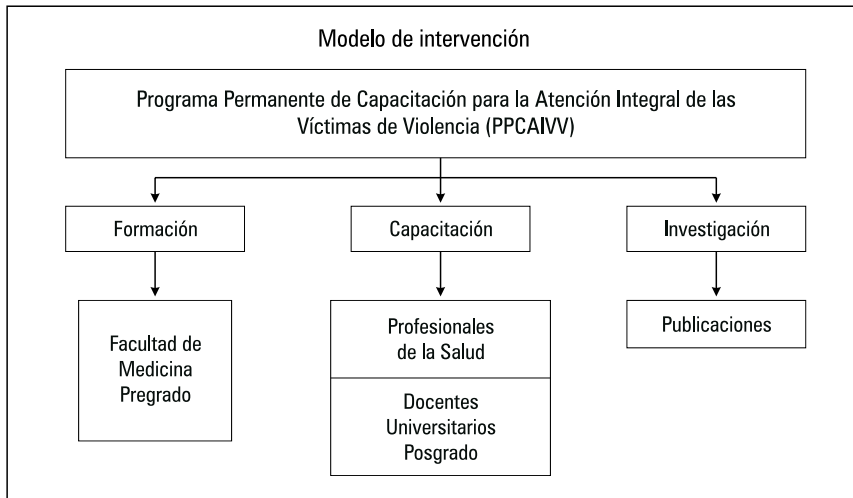 Modelo de intervención
Programa Permanente de Capacitación para la Atención Integral de las
Víctimas de Violencia (PPCAIVV)
Formación
Capacitación
Investigación
Facultad de
Medicina
Pregrado
Profesionales
de la Salud
Docentes
Universitarios
Posgrado
Publicaciones